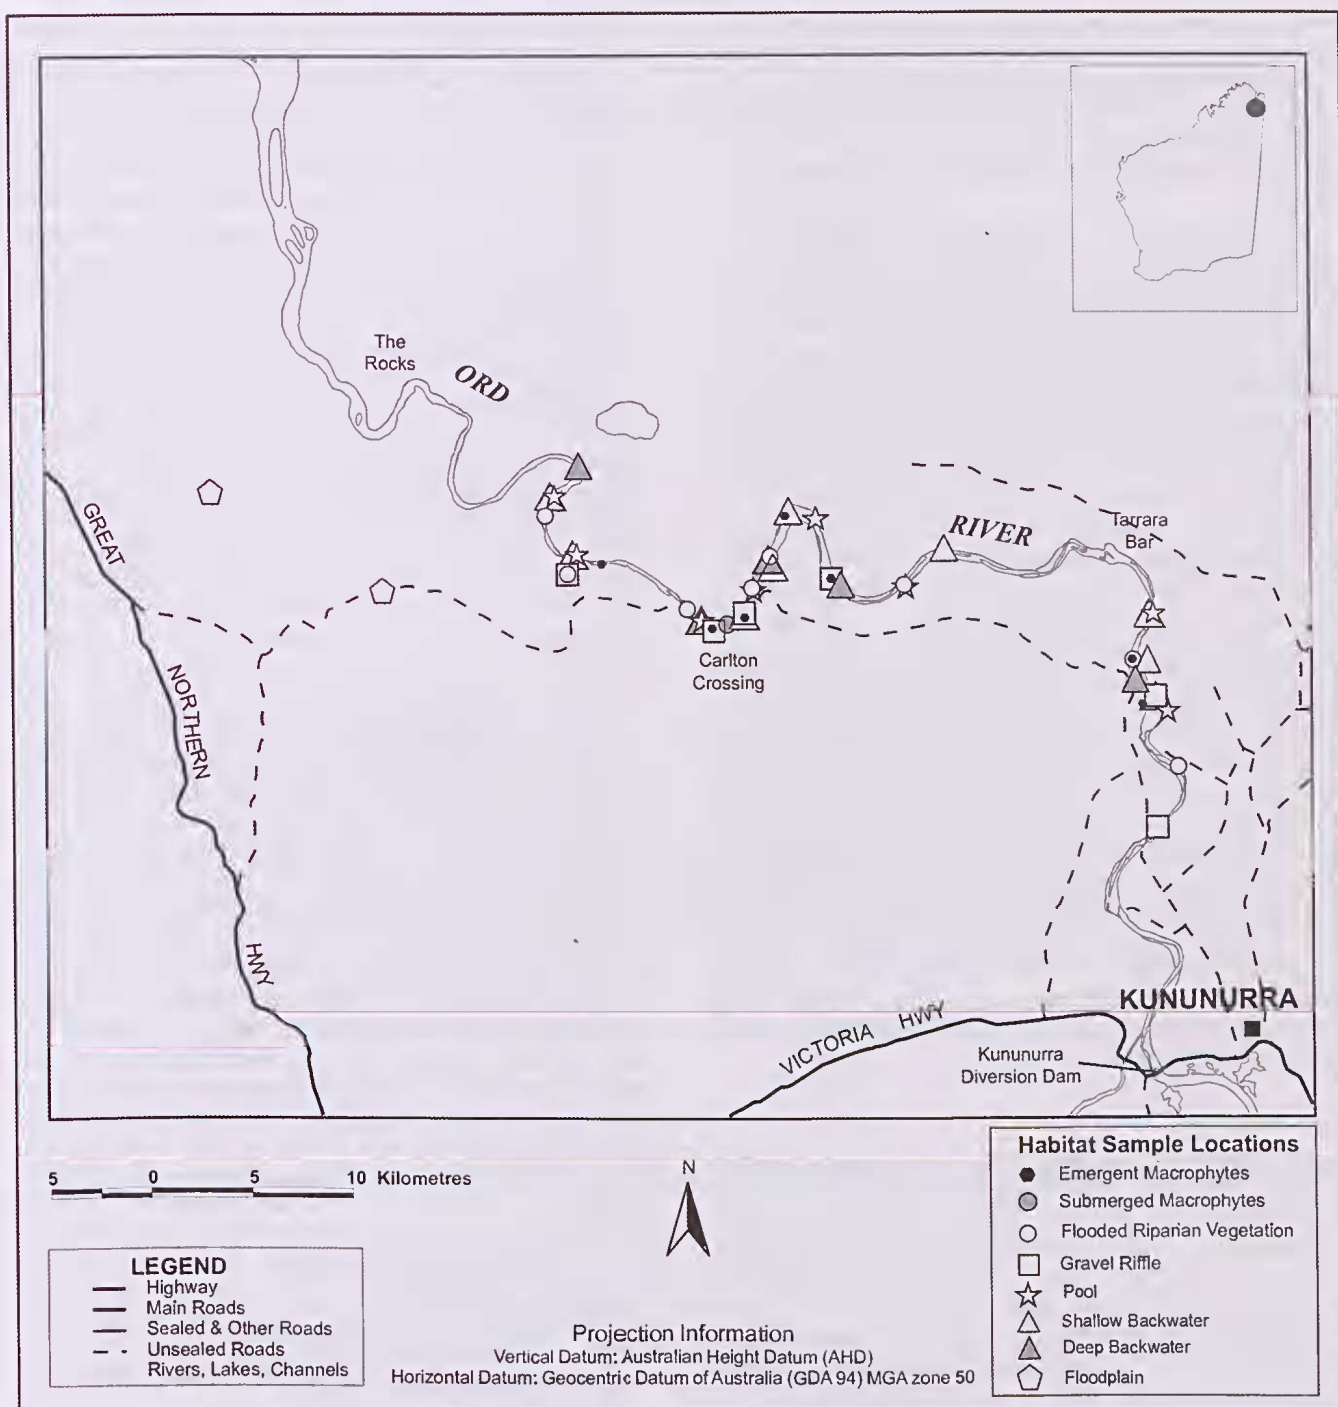 The
Rocks
ORD
RIVER
Tarrara
Bar
GREAT
NORTHERN
HWY
Carlton
Crossing
KUNUNURRA
VICTORIA HWY
Kununurra
Diversion Dam
5 0 5 10 Kilometres
N
LEGEND
Highway
Main Roads
Sealed & Other Roads
Unsealed Roads
Rivers, Lakes, Channels
Projection Information
Vertical Datum: Australian Height Datum (AHD)
Horizontal Datum: Geocentric Datum of Australia (GDA 94) MGA zone 50
Habitat Sample Locations
Emergent Macrophytes
Submerged Macrophytes
Flooded Riparian Vegetation
Gravel Riffle
Pool
Shallow Backwater
Deep Backwater
Floodplain